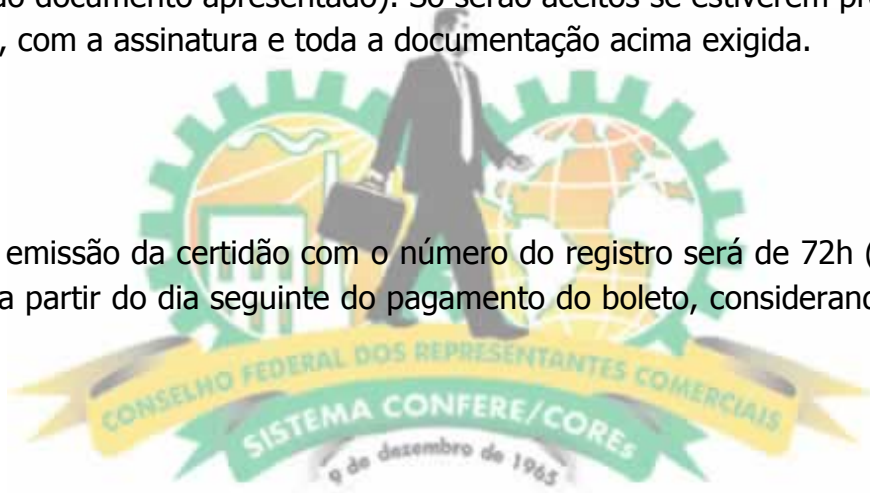 do documento apresentado). Só serão aceitos se estiverem pr
, com a assinatura e toda a documentação acima exigida.
emissão da certidão com o número do registro será de 72h (
a partir do dia seguinte do pagamento do boleto, considerand
CONSELHO FEDERAL DOS REPRESENTANTES COMERCIAIS
SISTEMA CONFERE/COREs
9 de dezembro de 1965